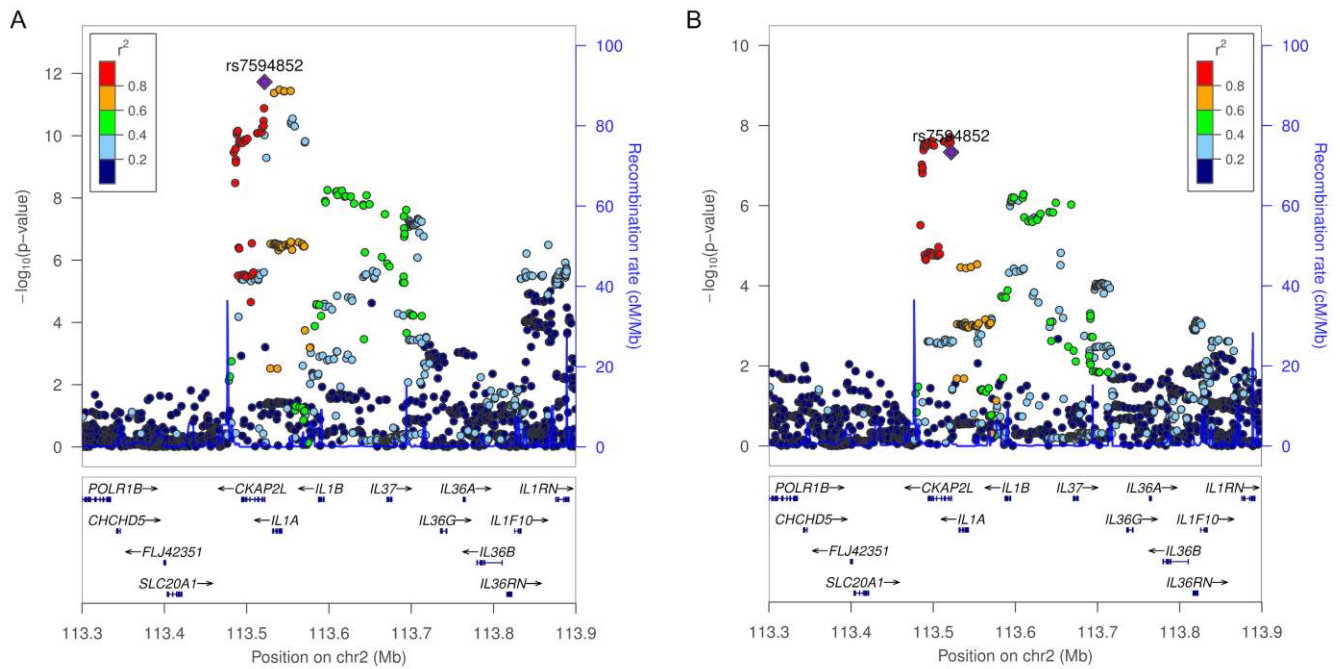 A
B
r²
0.8
0.6
0.4
0.2
rs7594852
12
10
8
6
4
2
0
−log₁₀(p−value)
100
80
60
40
20
0
Recombination rate (cM/Mb)
POLR1B→
←CKAP2L
←IL1B
IL37→
IL36A→
IL1RN→
CHCHD5→
←IL1A
IL36G→
IL1F10→
←FLJ42351
←IL36B
SLC20A1→
IL36RN→
113.3
113.4
113.5
113.6
113.7
113.8
113.9
Position on chr2 (Mb)
r²
0.8
0.6
0.4
0.2
rs7594852
10
8
6
4
2
0
−log₁₀(p−value)
100
80
60
40
20
0
Recombination rate (cM/Mb)
POLR1B→
←CKAP2L
←IL1B
IL37→
IL36A→
IL1RN→
CHCHD5→
←IL1A
IL36G→
IL1F10→
←FLJ42351
←IL36B
SLC20A1→
IL36RN→
113.3
113.4
113.5
113.6
113.7
113.8
113.9
Position on chr2 (Mb)